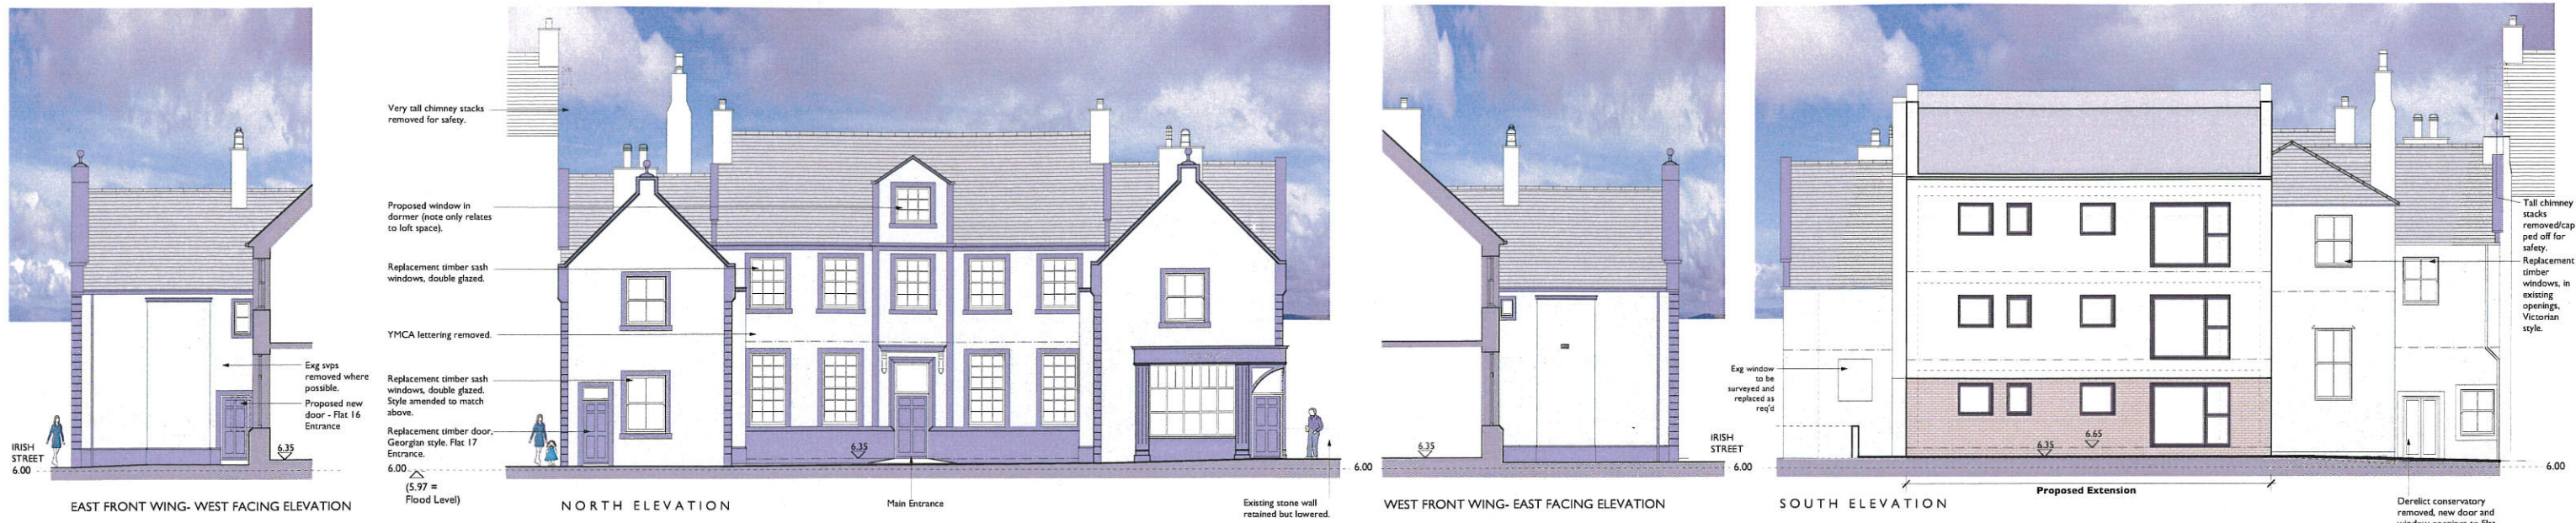 Exg svps
removed where
possible.
Proposed new
door - Flat 16
Entrance
IRISH
STREET
6.00
6.35
EAST FRONT WING- WEST FACING ELEVATION
Very tall chimney stacks
removed for safety.
Proposed window in
dormer (note only relates
to loft space).
Replacement timber sash
windows, double glazed.
YMCA lettering removed.
Replacement timber sash
windows, double glazed.
Style amended to match
above.
Replacement timber door,
Georgian style. Flat 17
Entrance.
6.00
(5.97 =
Flood Level)
6.35
6.00
NORTH ELEVATION
Main Entrance
Existing stone wall
retained but lowered.
6.35
IRISH
STREET
6.00
WEST FRONT WING- EAST FACING ELEVATION
Exg window
to be
surveyed and
replaced as
req'd
6.35
6.65
Tall chimney
stacks
removed/cap
ped off for
safety.
Replacement
timber
windows, in
existing
openings,
Victorian
style.
6.00
Proposed Extension
SOUTH ELEVATION
Derelict conservatory
removed, new door and